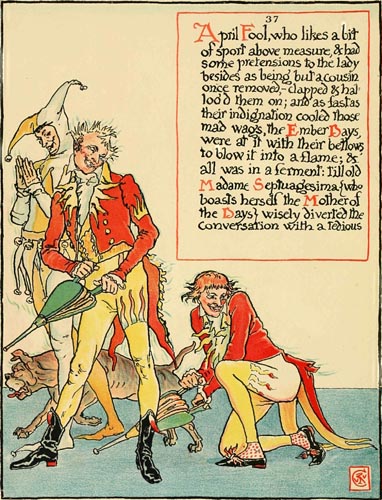 37
April Fool, who likes a bit
of sport above measure, & had
some pretensions to the lady
besides as being but a cousin
once removed,— clapped & hal
loo'd them on; and as fast as
their indignation cooled those
mad wags, the Ember Days,
were at it with their bellows
to blow it into a flame; &
all was in a ferment: till old
Madame Septuagesima, {who
boasts herself the Mother of
the Days} wisely diverted the
conversation with a tedious